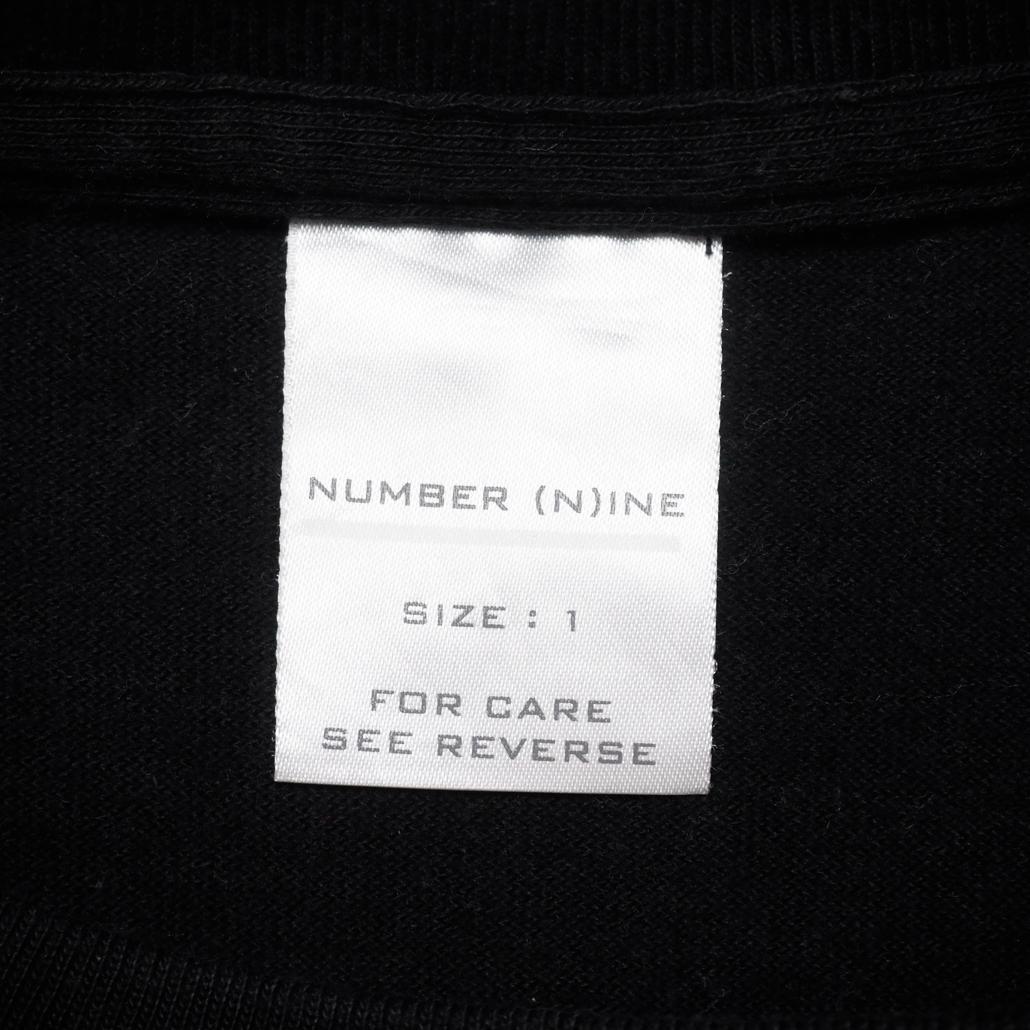 NUMBER (N)INE
SIZE : 1
FOR CARE
SEE REVERSE